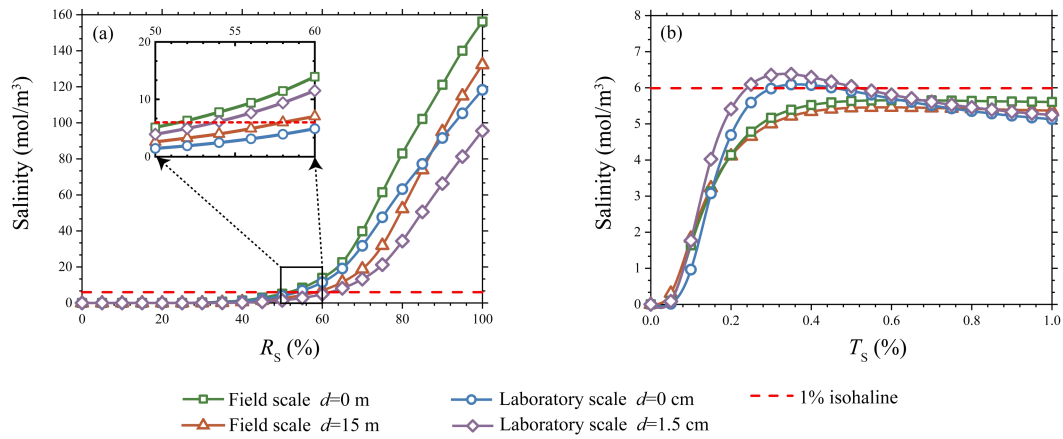 (a)
50 55 60
20
10
0
160
140
120
100
80
60
40
20
0
Salinity (mol/m³)
0 20 40 60 80 100
R_S (%)
(b)
8
7
6
5
4
3
2
1
0
Salinity (mol/m³)
0.0 0.2 0.4 0.6 0.8 1.0
T_S (%)
Field scale d=0 m
Laboratory scale d=0 cm
1% isohaline
Field scale d=15 m
Laboratory scale d=1.5 cm